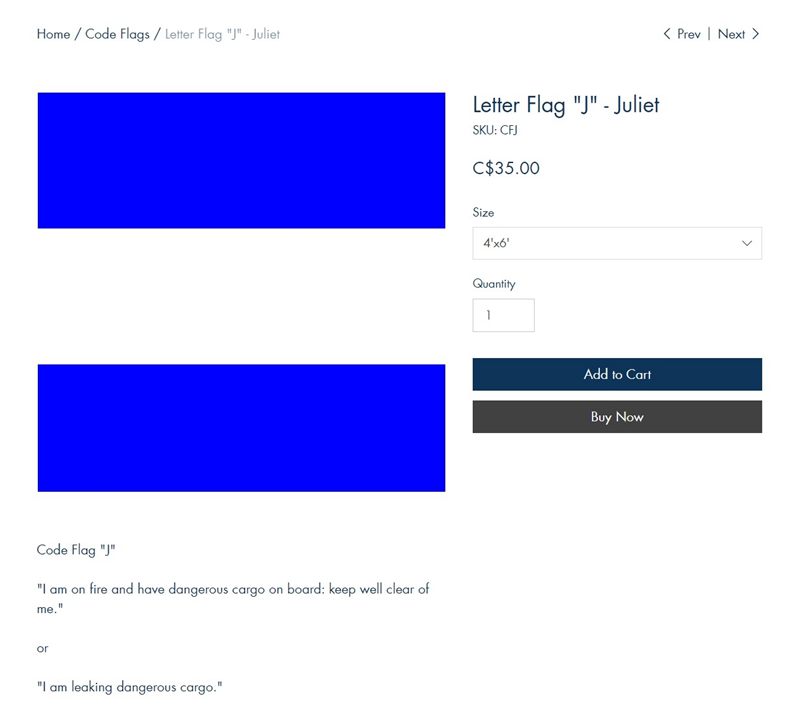 Home / Code Flags / Letter Flag "J" - Juliet
Prev | Next
Letter Flag "J" - Juliet
SKU: CFJ
C$35.00
Size
4'x6'
Quantity
1
Add to Cart
Buy Now
Code Flag "J"
"I am on fire and have dangerous cargo on board: keep well clear of
me."
or
"I am leaking dangerous cargo."